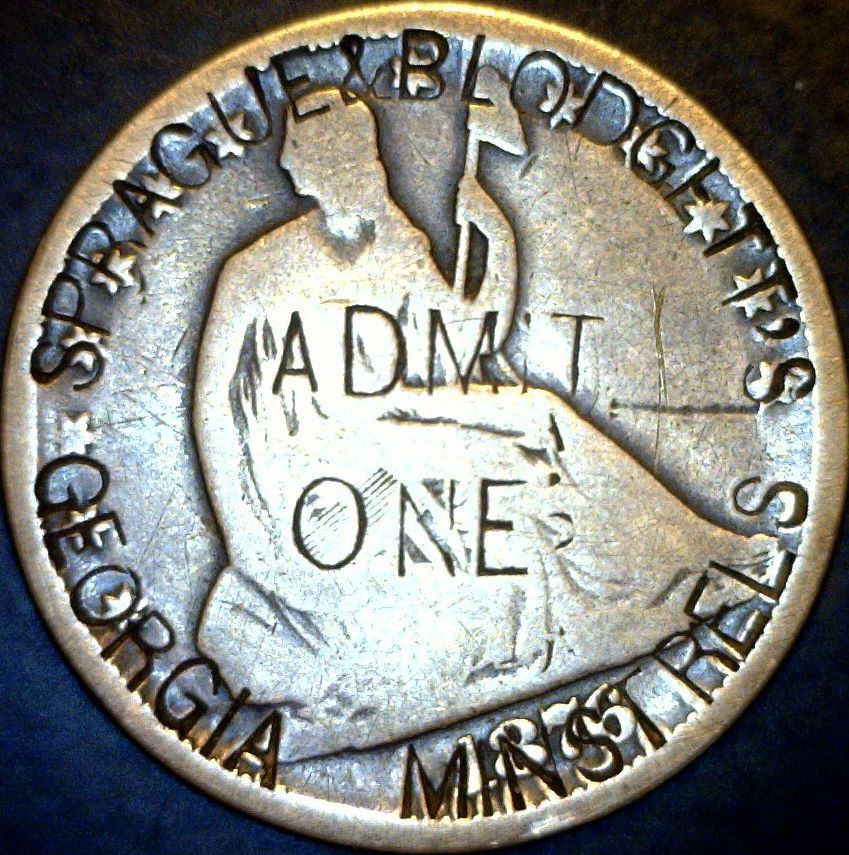 SPRAGUE & BLODGETT'S
ADMIT
ONE
GEORGIA MINSTRELS